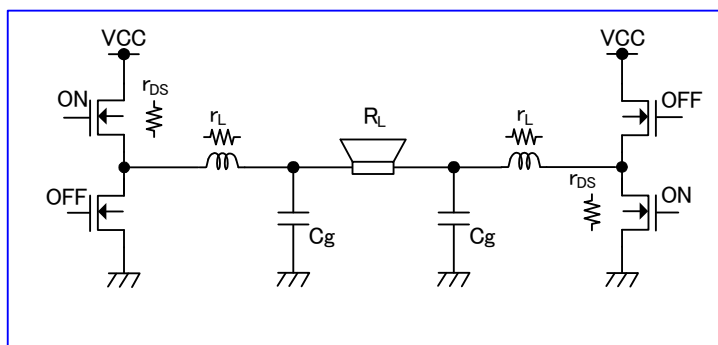 VCC
VCC
ON
r_DS
r_L
R_L
r_L
OFF
OFF
r_DS
ON
Cg
Cg